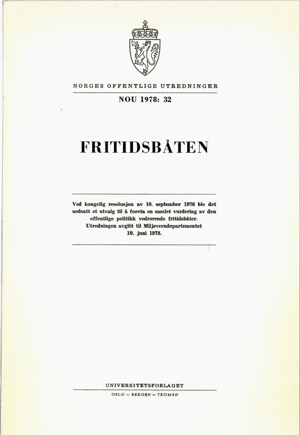 NORGES OFFENTLIGE UTREDNINGER
NOU 1978: 32
FRITIDSBÅTEN
Ved kongelig resolusjon av 10. september 1976 ble det
nedsatt et utvalg til å foreta en samlet vurdering av den
offentlige politikk vedrørende fritidsbåter.
Utredningen avgitt til Miljøverndepartementet
19. juni 1978.
UNIVERSITETSFORLAGET
OSLO – BERGEN – TROMSØ